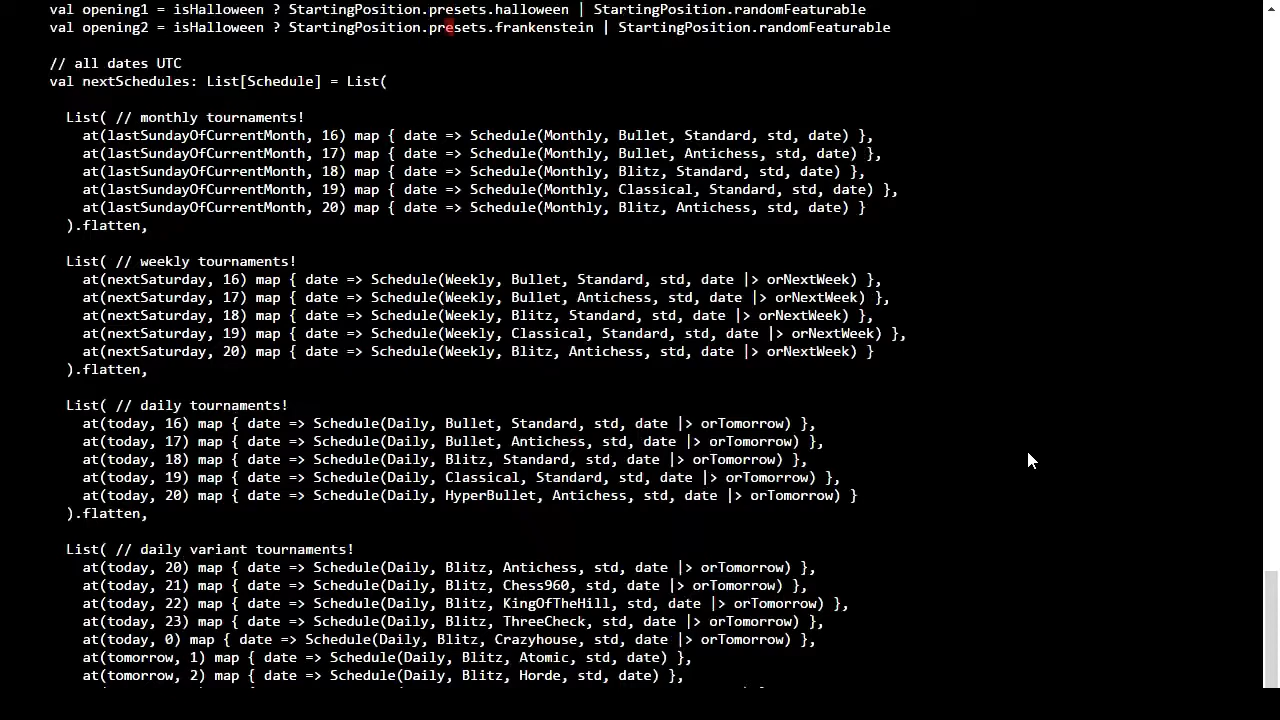 val opening1 = isHalloween ? StartingPosition.presets.halloween | StartingPosition.randomFeaturable
val opening2 = isHalloween ? StartingPosition.presets.frankenstein | StartingPosition.randomFeaturable
// all dates UTC
val nextSchedules: List[Schedule] = List(
List( // monthly tournaments!
at(lastSundayOfCurrentMonth, 16) map { date => Schedule(Monthly, Bullet, Standard, std, date) },
at(lastSundayOfCurrentMonth, 17) map { date => Schedule(Monthly, Bullet, Antichess, std, date) },
at(lastSundayOfCurrentMonth, 18) map { date => Schedule(Monthly, Blitz, Standard, std, date) },
at(lastSundayOfCurrentMonth, 19) map { date => Schedule(Monthly, Classical, Standard, std, date) },
at(lastSundayOfCurrentMonth, 20) map { date => Schedule(Monthly, Blitz, Antichess, std, date) }
).flatten,
List( // weekly tournaments!
at(nextSaturday, 16) map { date => Schedule(Weekly, Bullet, Standard, std, date |> orNextWeek) },
at(nextSaturday, 17) map { date => Schedule(Weekly, Bullet, Antichess, std, date |> orNextWeek) },
at(nextSaturday, 18) map { date => Schedule(Weekly, Blitz, Standard, std, date |> orNextWeek) },
at(nextSaturday, 19) map { date => Schedule(Weekly, Classical, Standard, std, date |> orNextWeek) },
at(nextSaturday, 20) map { date => Schedule(Weekly, Blitz, Antichess, std, date |> orNextWeek) }
).flatten,
List( // daily tournaments!
at(today, 16) map { date => Schedule(Daily, Bullet, Standard, std, date |> orTomorrow) },
at(today, 17) map { date => Schedule(Daily, Bullet, Antichess, std, date |> orTomorrow) },
at(today, 18) map { date => Schedule(Daily, Blitz, Standard, std, date |> orTomorrow) },
at(today, 19) map { date => Schedule(Daily, Classical, Standard, std, date |> orTomorrow) },
at(today, 20) map { date => Schedule(Daily, HyperBullet, Antichess, std, date |> orTomorrow) }
).flatten,
List( // daily variant tournaments!
at(today, 20) map { date => Schedule(Daily, Blitz, Antichess, std, date |> orTomorrow) },
at(today, 21) map { date => Schedule(Daily, Blitz, Chess960, std, date |> orTomorrow) },
at(today, 22) map { date => Schedule(Daily, Blitz, KingOfTheHill, std, date |> orTomorrow) },
at(today, 23) map { date => Schedule(Daily, Blitz, ThreeCheck, std, date |> orTomorrow) },
at(today, 0) map { date => Schedule(Daily, Blitz, Crazyhouse, std, date |> orTomorrow) },
at(tomorrow, 1) map { date => Schedule(Daily, Blitz, Atomic, std, date) },
at(tomorrow, 2) map { date => Schedule(Daily, Blitz, Horde, std, date) },